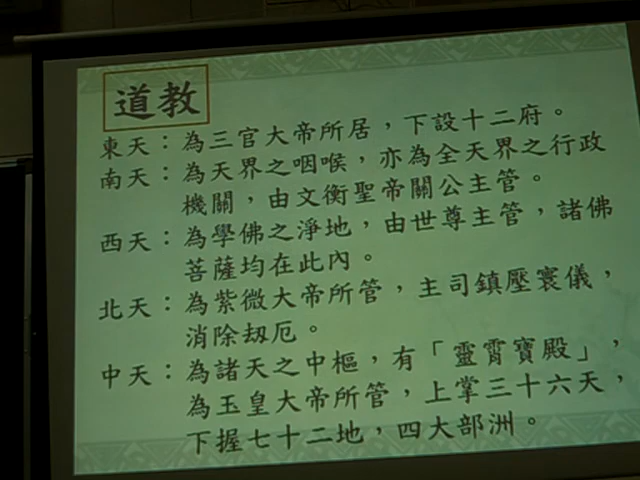 道教
東天：為三官大帝所居，下設十二府。
南天：為天界之咽喉，亦為全天界之行政
機關，由文衡聖帝關公主管。
西天：為學佛之淨地，由世尊主管，諸佛
菩薩均在此內。
北天：為紫微大帝所管，主司鎮壓寰儀，
消除劫厄。
中天：為諸天之中樞，有「靈霄寶殿」，
為玉皇大帝所管，上掌三十六天，
下握七十二地，四大部洲。